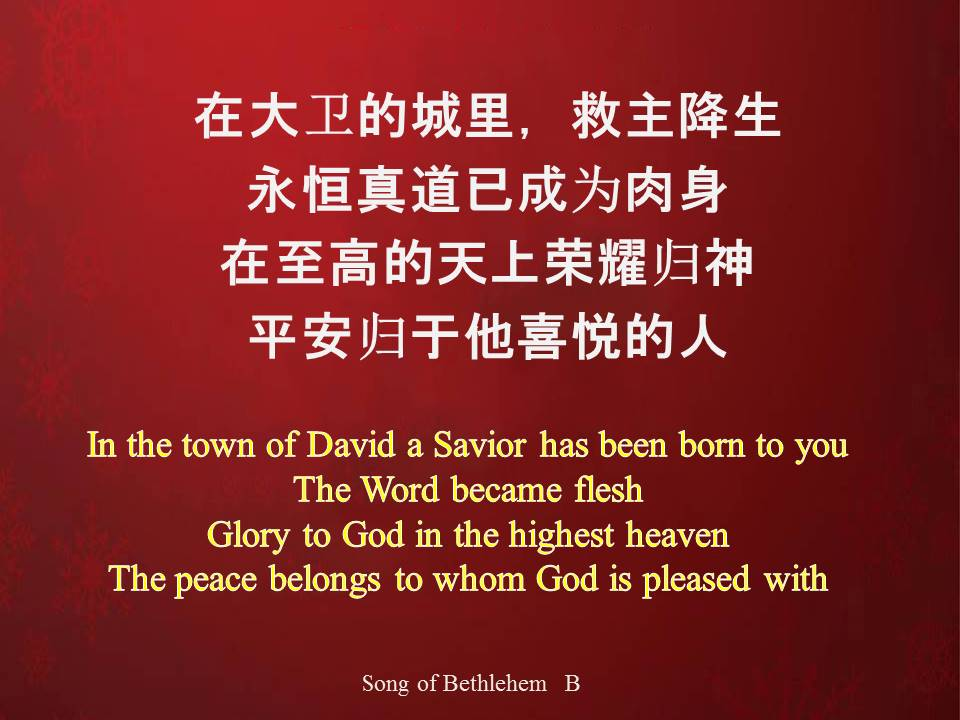 在大卫的城里，救主降生
永恒真道已成为肉身
在至高的天上荣耀归神
平安归于他喜悦的人
In the town of David a Savior has been born to you
The Word became flesh
Glory to God in the highest heaven
The peace belongs to whom God is pleased with
Song of Bethlehem B